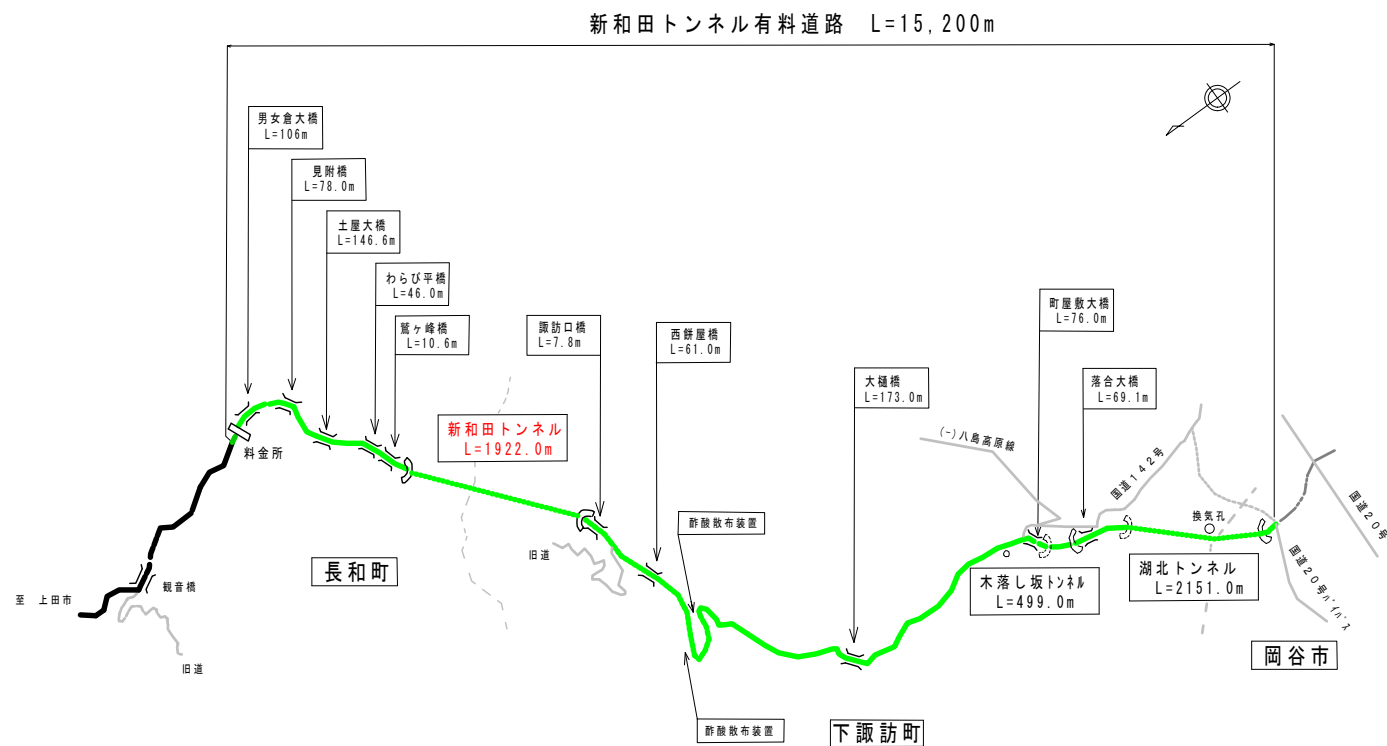 新和田トンネル有料道路 L=15,200m
男女倉大橋
L=106m
見附橋
L=78.0m
土屋大橋
L=146.6m
わらび平橋
L=46.0m
鷲ヶ峰橋
L=10.6m
諏訪口橋
L=7.8m
西餅屋橋
L=61.0m
町屋敷大橋
L=76.0m
大樋橋
L=173.0m
落合大橋
L=69.1m
新和田トンネル
L=1922.0m
料金所
(-)八島高原線
国道142号
換気孔
国道20号
国道20号バイパス
酢酸散布装置
旧道
長和町
観音橋
至 上田市
旧道
木落し坂トンネル
L=499.0m
湖北トンネル
L=2151.0m
岡谷市
酢酸散布装置
下諏訪町